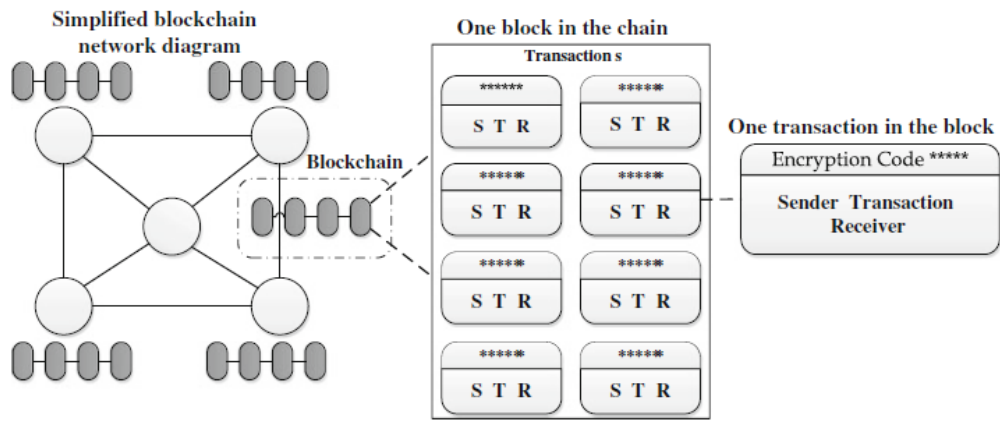 Simplified blockchain
network diagram
Blockchain
One block in the chain
Transaction s
****** *****
S T R S T R
***** *****
S T R S T R
***** *****
S T R S T R
***** *****
S T R S T R
One transaction in the block
Encryption Code *****
Sender Transaction
Receiver